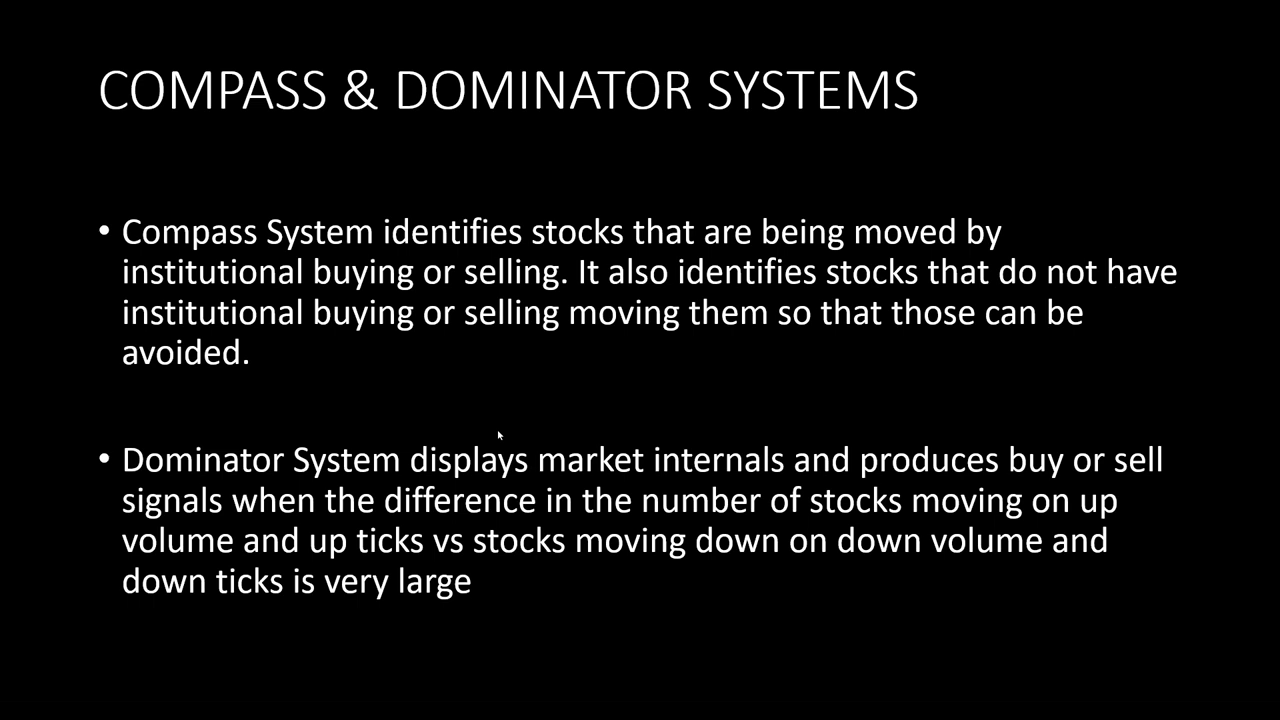 COMPASS & DOMINATOR SYSTEMS
• Compass System identifies stocks that are being moved by
institutional buying or selling. It also identifies stocks that do not have
institutional buying or selling moving them so that those can be
avoided.
• Dominator System displays market internals and produces buy or sell
signals when the difference in the number of stocks moving on up
volume and up ticks vs stocks moving down on down volume and
down ticks is very large